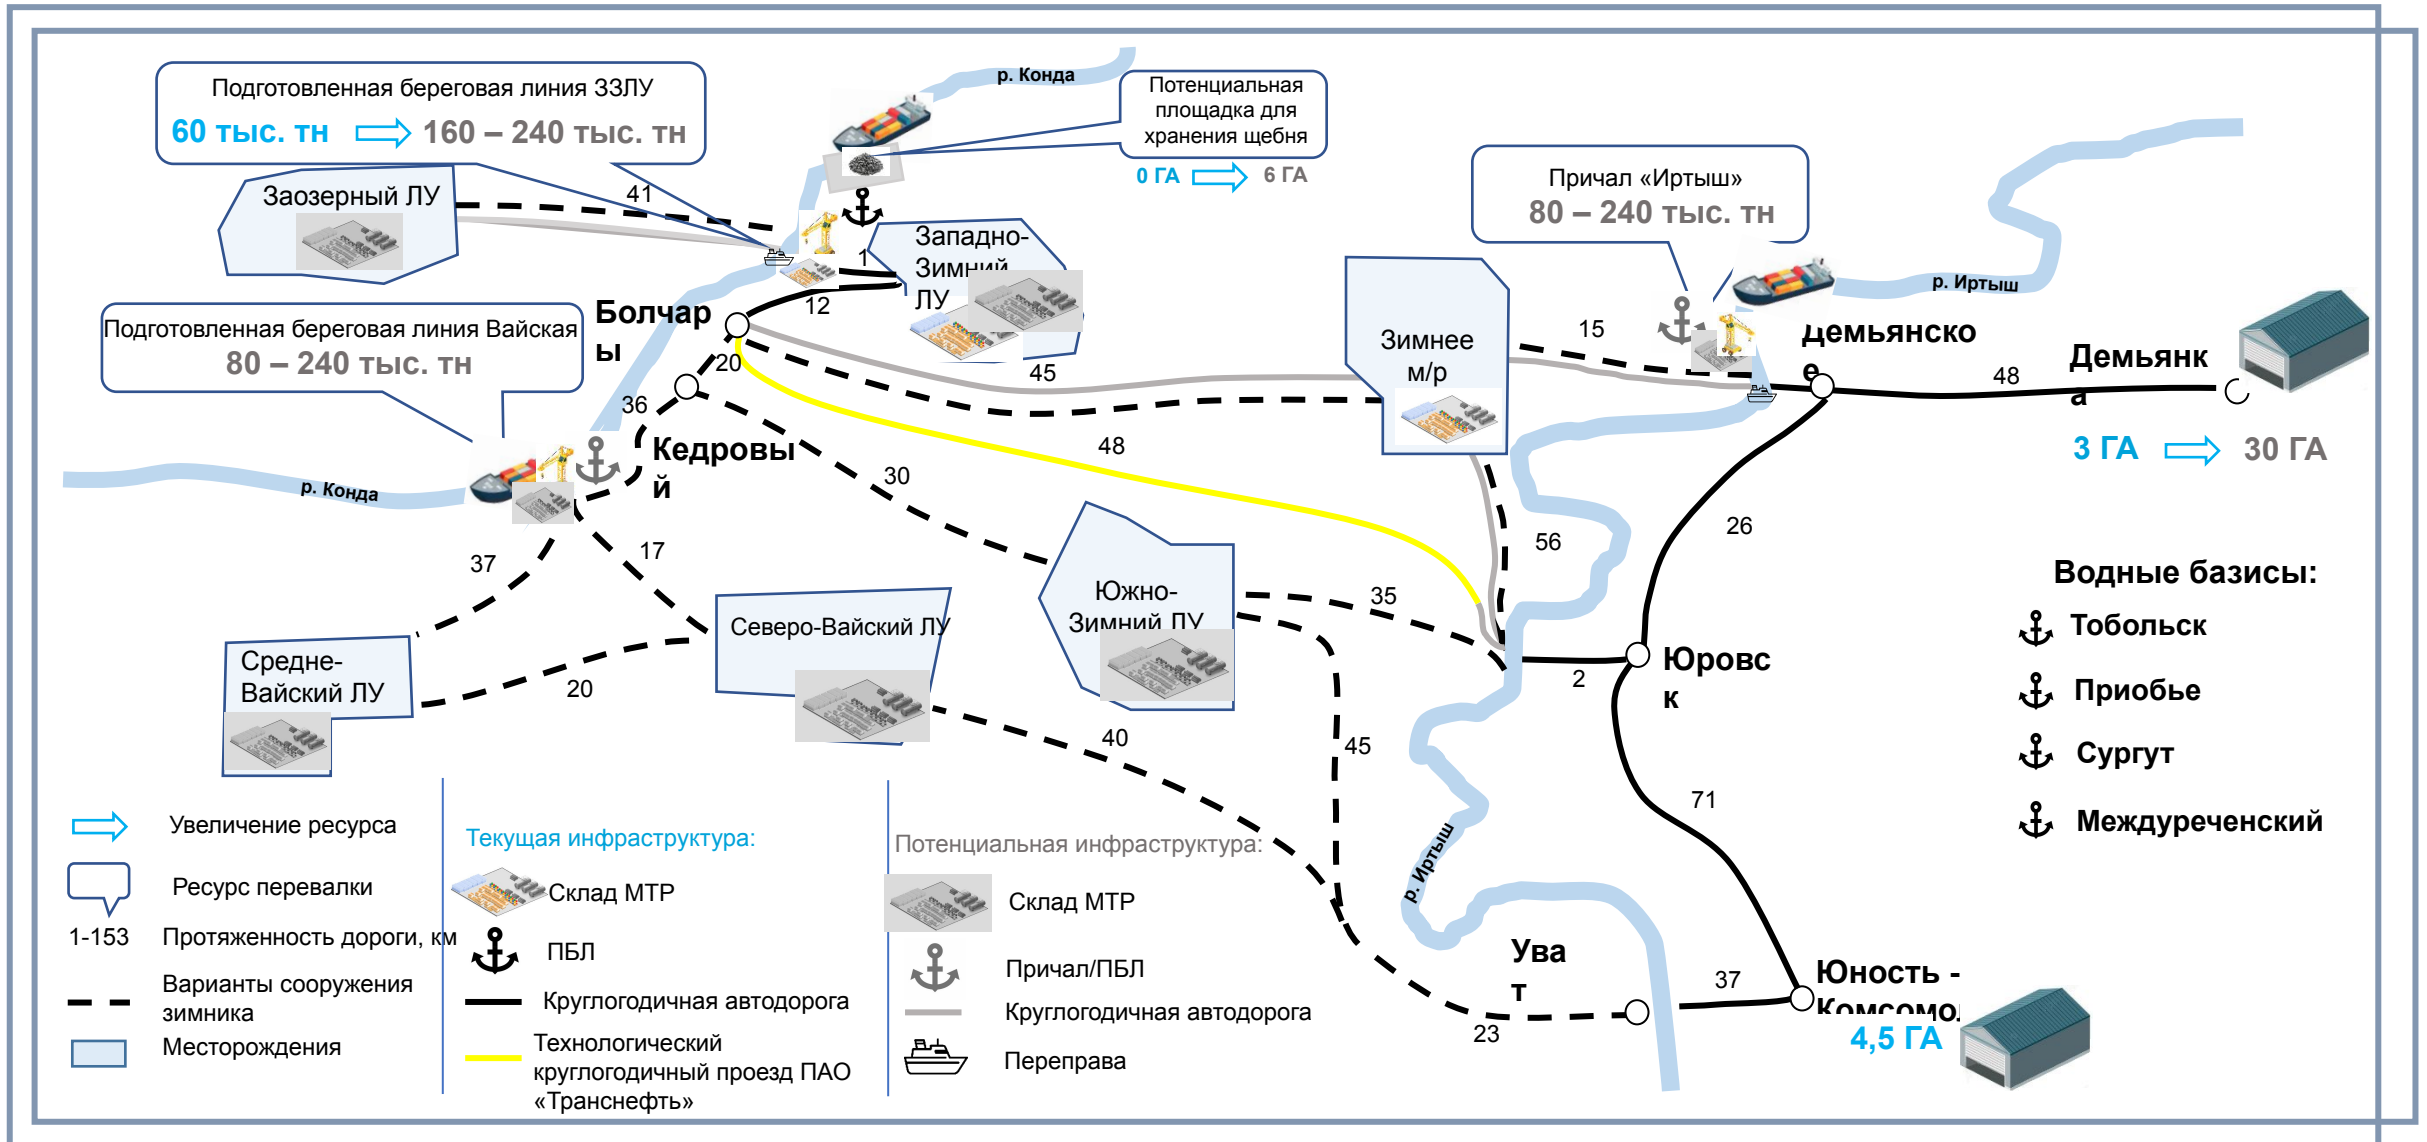 р. Конда
Подготовленная береговая линия ЗЗЛУ
60 тыс. тн
160 – 240 тыс. тн
Потенциальная
площадка для
хранения щебня
0 ГА
6 ГА
Причал «Иртыш»
80 – 240 тыс. тн
Заозерный ЛУ
41
Западно-
Зимний
ЛУ
1
12
р. Иртыш
Подготовленная береговая линия Вайская
80 – 240 тыс. тн
Болчар
ы
20
45
Зимнее
м/р
15
Демьянско
е
48
Демьянк
а
3 ГА
30 ГА
36
Кедровы
й
р. Конда
30
48
26
56
37
17
Южно-
Зимний ЛУ
35
Северо-Вайский ЛУ
Средне-
Вайский ЛУ
20
2
Юровс
к
40
45
71
р. Иртыш
Ува
т
23
37
Юность -
Комсомо
4,5 ГА
Водные базисы:
Тобольск
Приобье
Сургут
Междуреченский
Увеличение ресурса
Ресурс перевалки
1-153
Протяженность дороги, км
Варианты сооружения
зимника
Месторождения
Текущая инфраструктура:
Склад МТР
ПБЛ
Круглогодичная автодорога
Технологический
круглогодичный проезд ПАО
«Транснефть»
Потенциальная инфраструктура:
Склад МТР
Причал/ПБЛ
Круглогодичная автодорога
Переправа